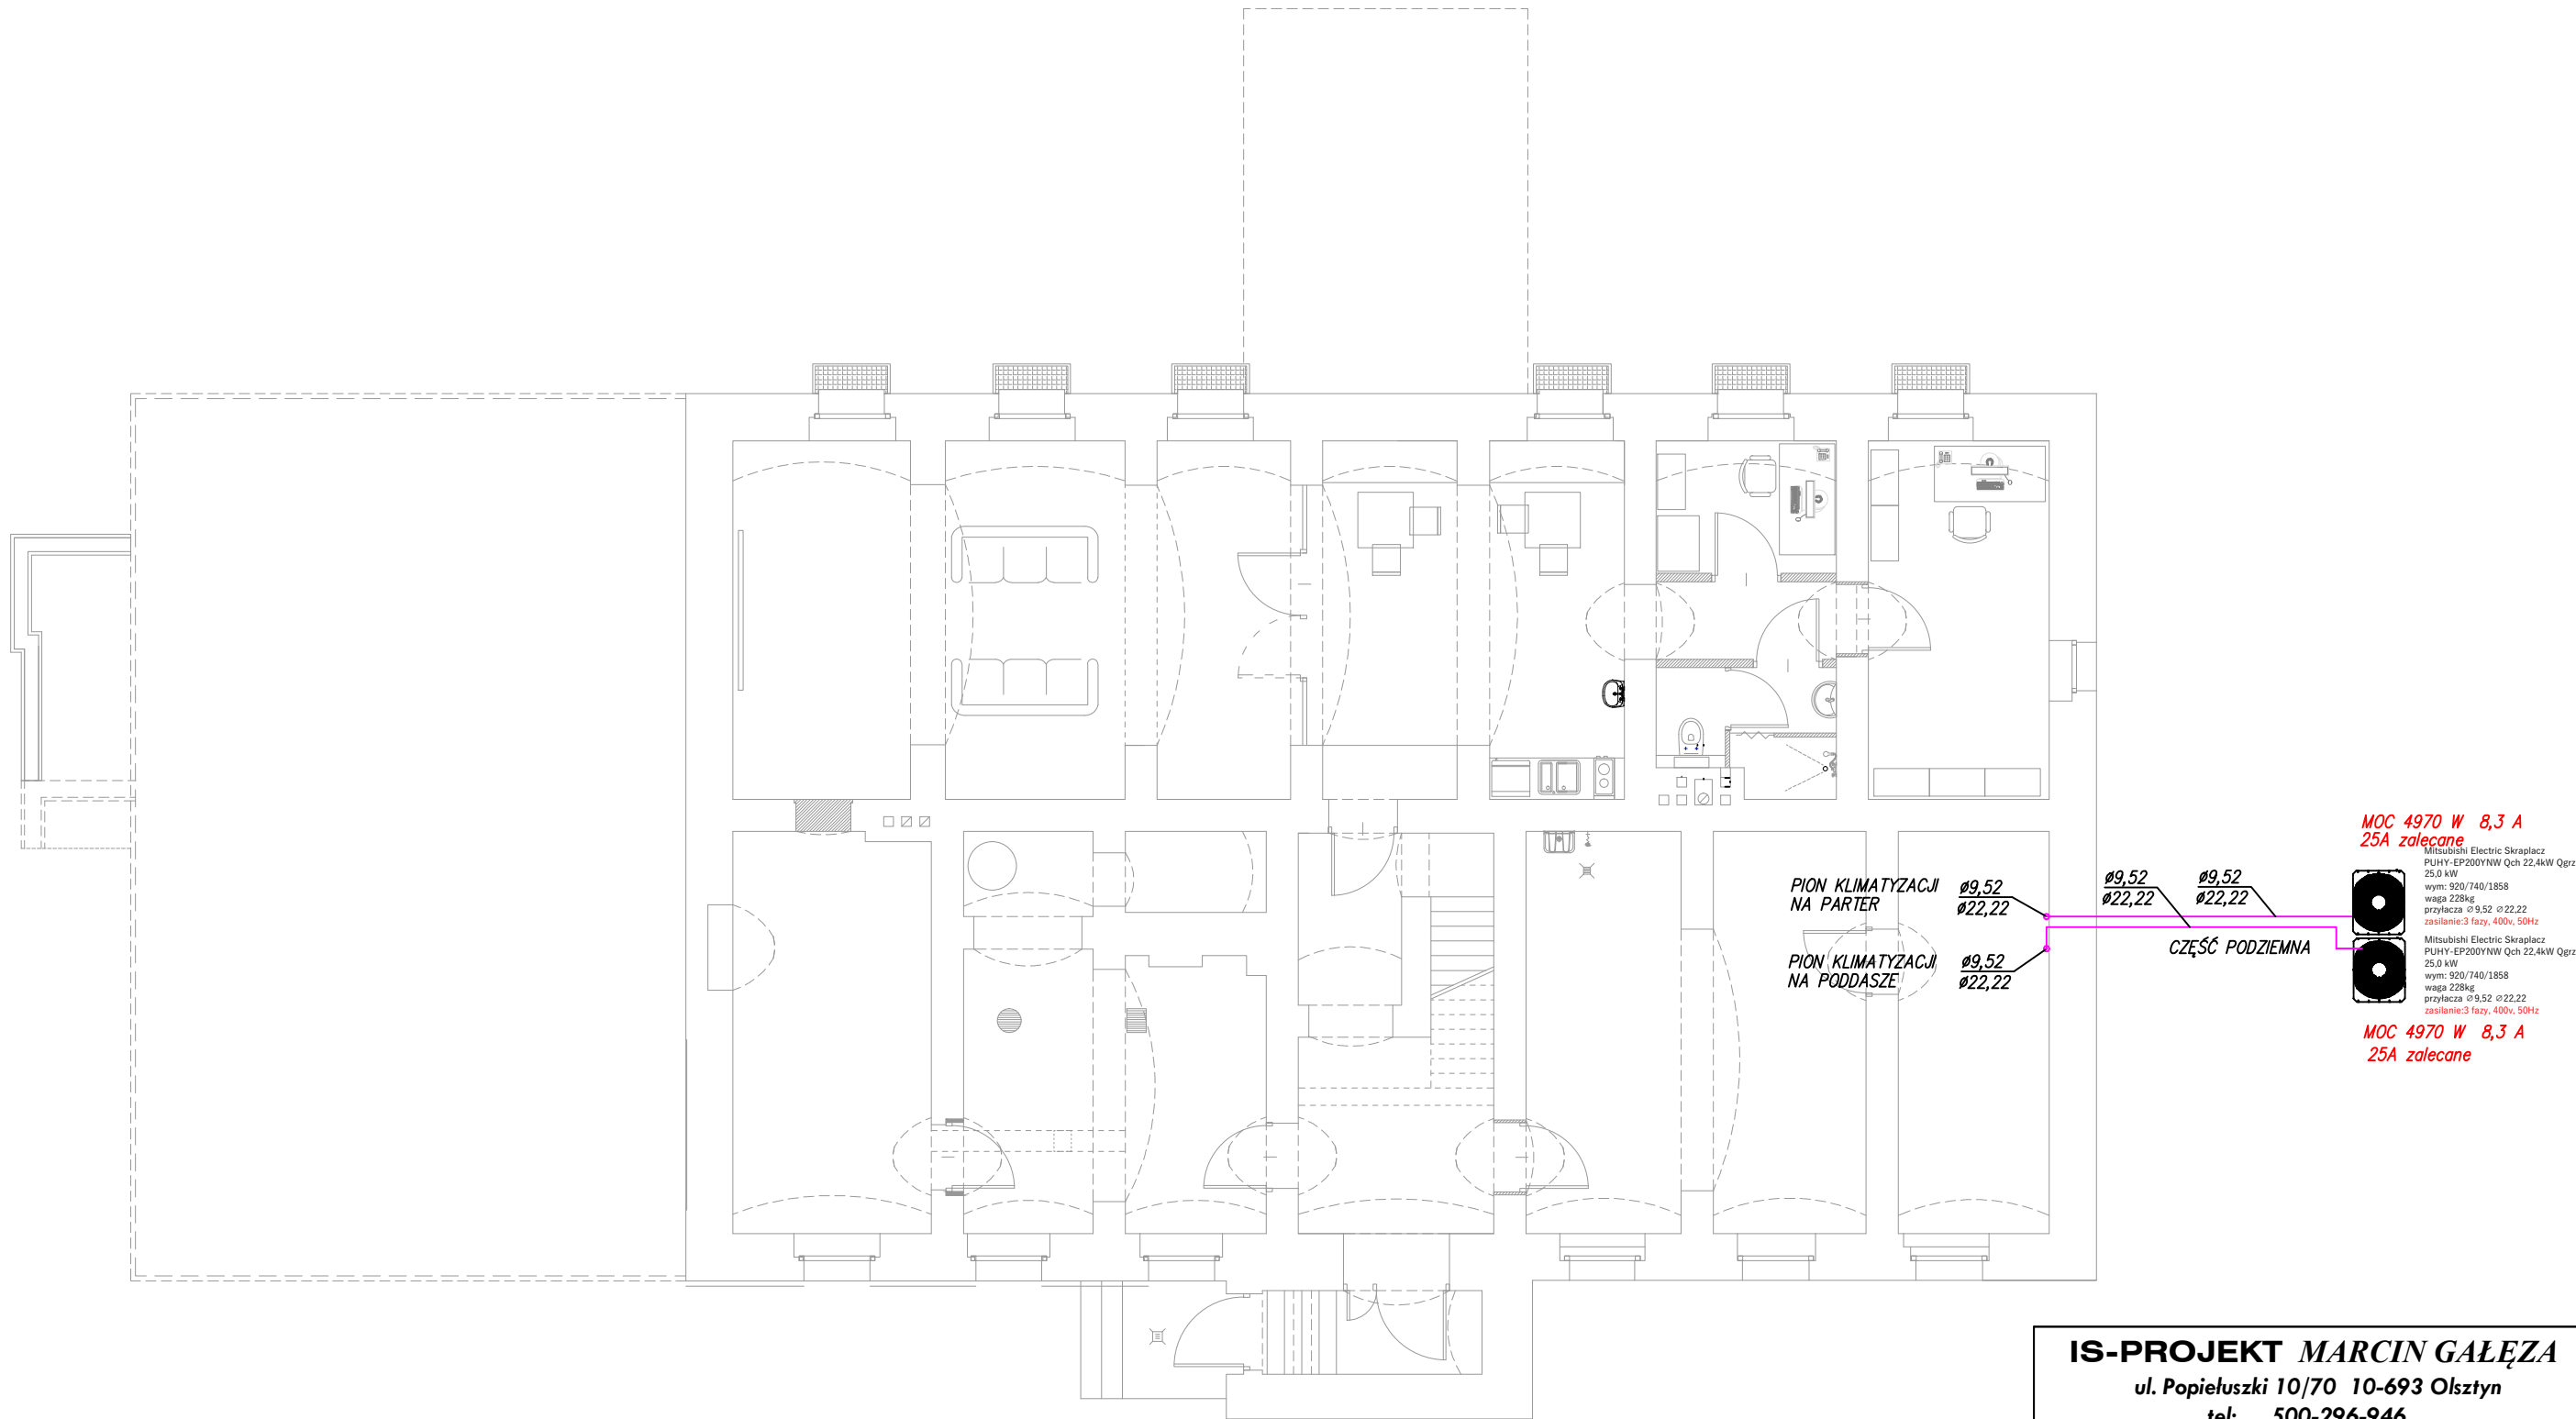 MOC 4970 W 8,3 A
25A zalecane
Mitsubishi Electric Skraplacz
PUHY-EP200YNW Qch 22,4kW Qgrz
25,0 kW
wym: 920/740/1858
waga 228kg
przyłacza ⌀9,52 ⌀22,22
zasilanie:3 fazy, 400v, 50Hz
PION KLIMATYZACJI
NA PARTER
ø9,52
ø22,22
ø9,52
ø22,22
ø9,52
ø22,22
CZĘŚĆ PODZIEMNA
PION KLIMATYZACJI
NA PODDASZE
ø9,52
ø22,22
Mitsubishi Electric Skraplacz
PUHY-EP200YNW Qch 22,4kW Qgrz
25,0 kW
wym: 920/740/1858
waga 228kg
przyłacza ⌀9,52 ⌀22,22
zasilanie:3 fazy, 400v, 50Hz
MOC 4970 W 8,3 A
25A zalecane
IS-PROJEKT MARCIN GAŁĘZA
ul. Popiełuszki 10/70 10-693 Olsztyn
tel: 500-296-946